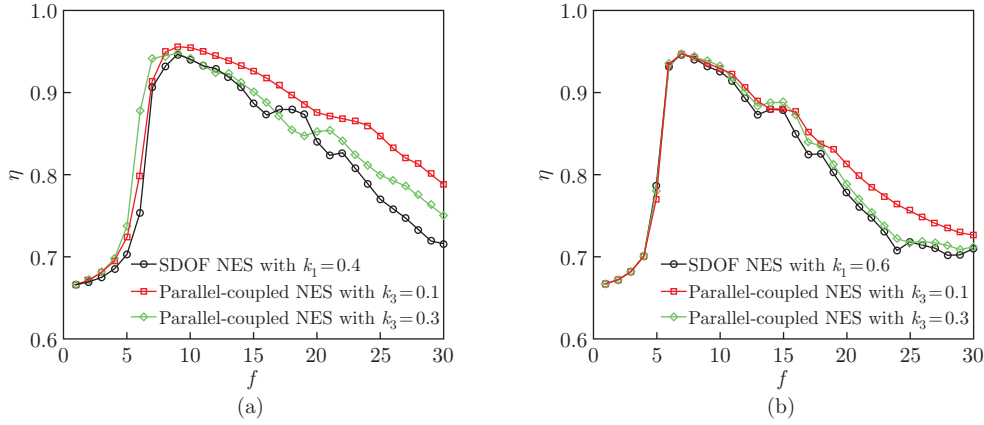 1.0
0.9
0.8
0.7
0.6
η
0 5 10 15 20 25 30
f
SDOF NES with k₁=0.4
Parallel-coupled NES with k₃=0.1
Parallel-coupled NES with k₃=0.3
(a)
1.0
0.9
0.8
0.7
0.6
η
0 5 10 15 20 25 30
f
SDOF NES with k₁=0.6
Parallel-coupled NES with k₃=0.1
Parallel-coupled NES with k₃=0.3
(b)